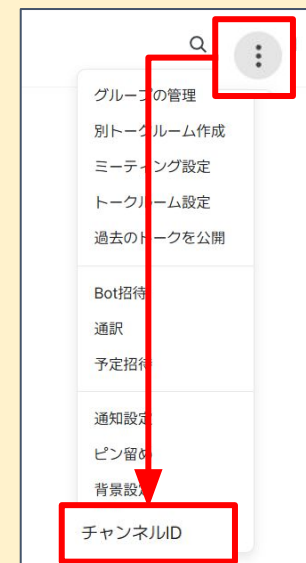 グループの管理
別トークルーム作成
ミーティング設定
トークルーム設定
過去のトークを公開
Bot招待
通訳
予定招待
通知設定
ピン留め
背景設定
チャンネルID